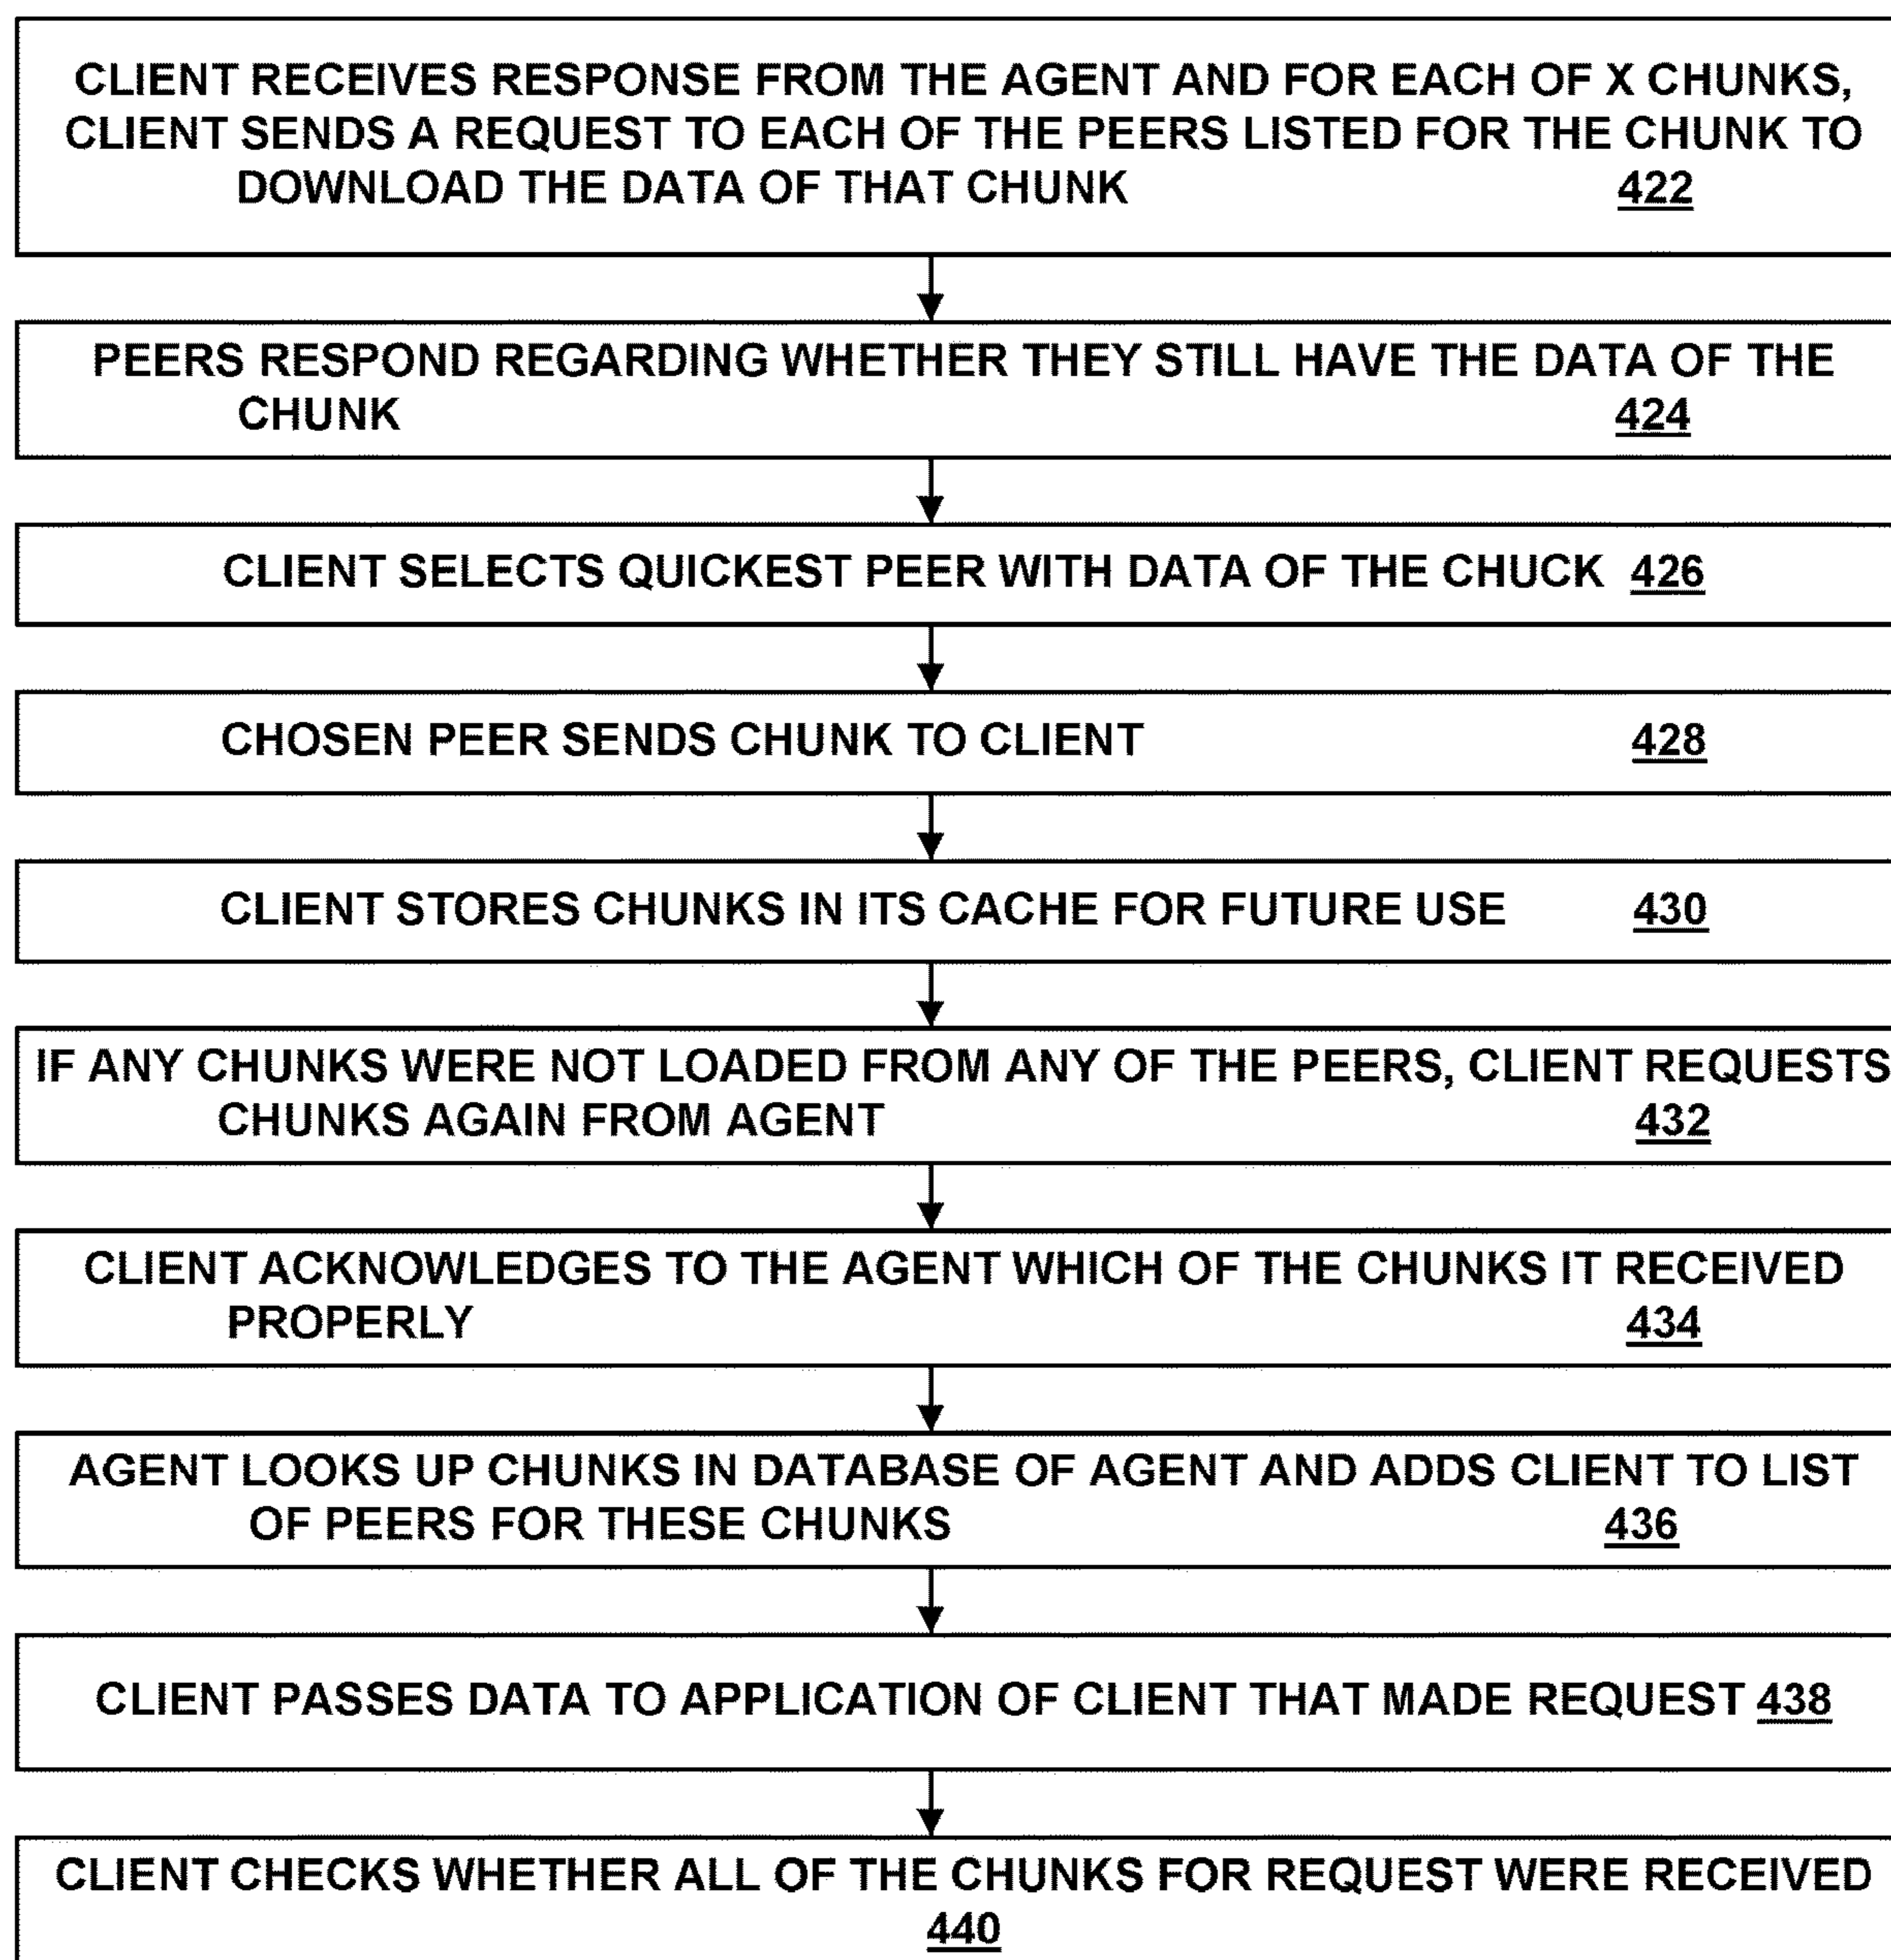 CLIENT RECEIVES RESPONSE FROM THE AGENT AND FOR EACH OF X CHUNKS,
CLIENT SENDS A REQUEST TO EACH OF THE PEERS LISTED FOR THE CHUNK TO
DOWNLOAD THE DATA OF THAT CHUNK 422
PEERS RESPOND REGARDING WHETHER THEY STILL HAVE THE DATA OF THE
CHUNK 424
CLIENT SELECTS QUICKEST PEER WITH DATA OF THE CHUCK 426
CHOSEN PEER SENDS CHUNK TO CLIENT 428
CLIENT STORES CHUNKS IN ITS CACHE FOR FUTURE USE 430
IF ANY CHUNKS WERE NOT LOADED FROM ANY OF THE PEERS, CLIENT REQUESTS
CHUNKS AGAIN FROM AGENT 432
CLIENT ACKNOWLEDGES TO THE AGENT WHICH OF THE CHUNKS IT RECEIVED
PROPERLY 434
AGENT LOOKS UP CHUNKS IN DATABASE OF AGENT AND ADDS CLIENT TO LIST
OF PEERS FOR THESE CHUNKS 436
CLIENT PASSES DATA TO APPLICATION OF CLIENT THAT MADE REQUEST 438
CLIENT CHECKS WHETHER ALL OF THE CHUNKS FOR REQUEST WERE RECEIVED
440